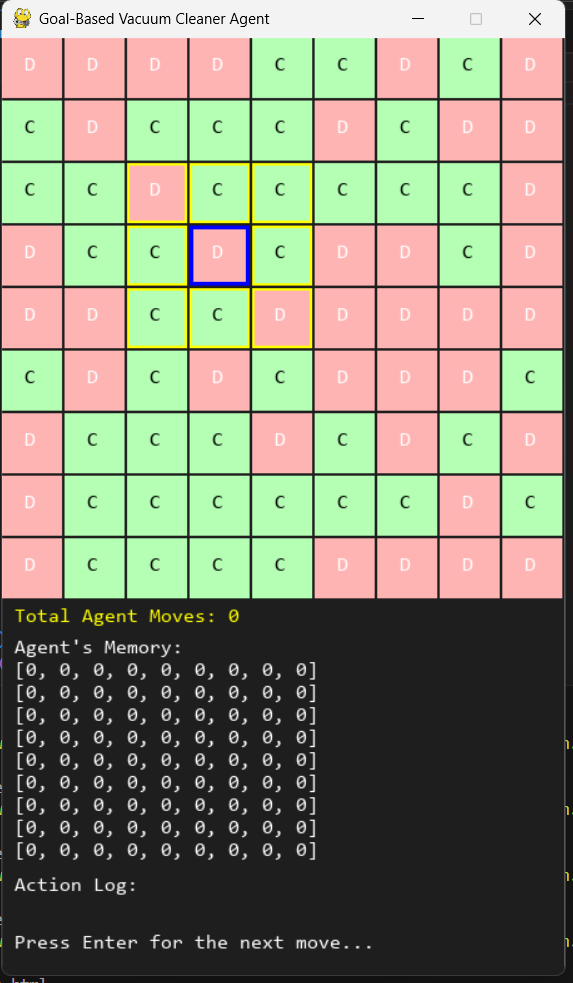 Goal-Based Vacuum Cleaner Agent
D D D D C C D C D
C D C C C D C D D
C C D C C C C C D
D C C D C D D C D
D D C C D D D D D
C D C D C D D D C
D C C C D C D C D
D C C C C C C D C
D C C C C D D D D
Total Agent Moves: 0
Agent's Memory:
[0, 0, 0, 0, 0, 0, 0, 0, 0]
[0, 0, 0, 0, 0, 0, 0, 0, 0]
[0, 0, 0, 0, 0, 0, 0, 0, 0]
[0, 0, 0, 0, 0, 0, 0, 0, 0]
[0, 0, 0, 0, 0, 0, 0, 0, 0]
[0, 0, 0, 0, 0, 0, 0, 0, 0]
[0, 0, 0, 0, 0, 0, 0, 0, 0]
[0, 0, 0, 0, 0, 0, 0, 0, 0]
[0, 0, 0, 0, 0, 0, 0, 0, 0]
Action Log:
Press Enter for the next move...